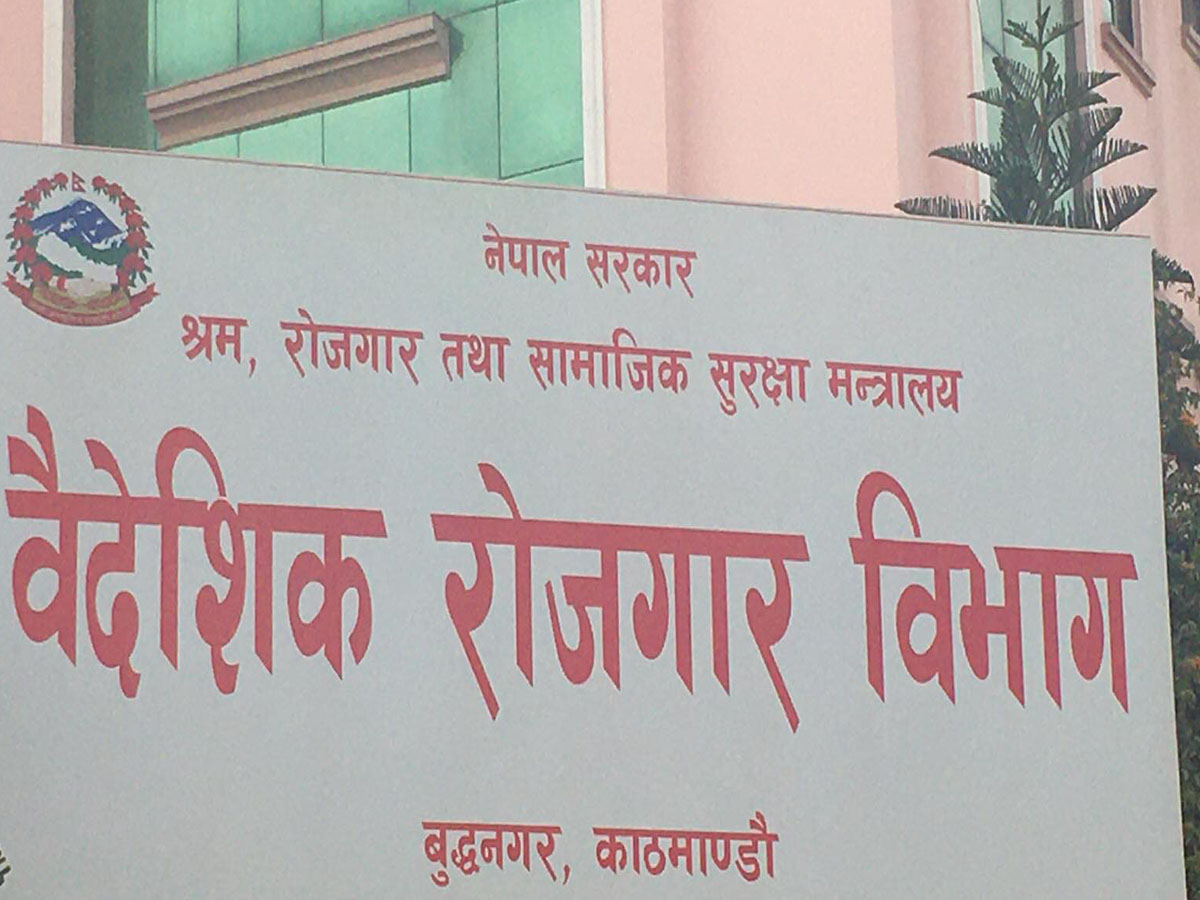 नेपाल सरकार
श्रम, रोजगार तथा सामाजिक सुरक्षा मन्त्रालय
वैदेशिक रोजगार विभाग
बुद्धनगर, काठमाण्डौ